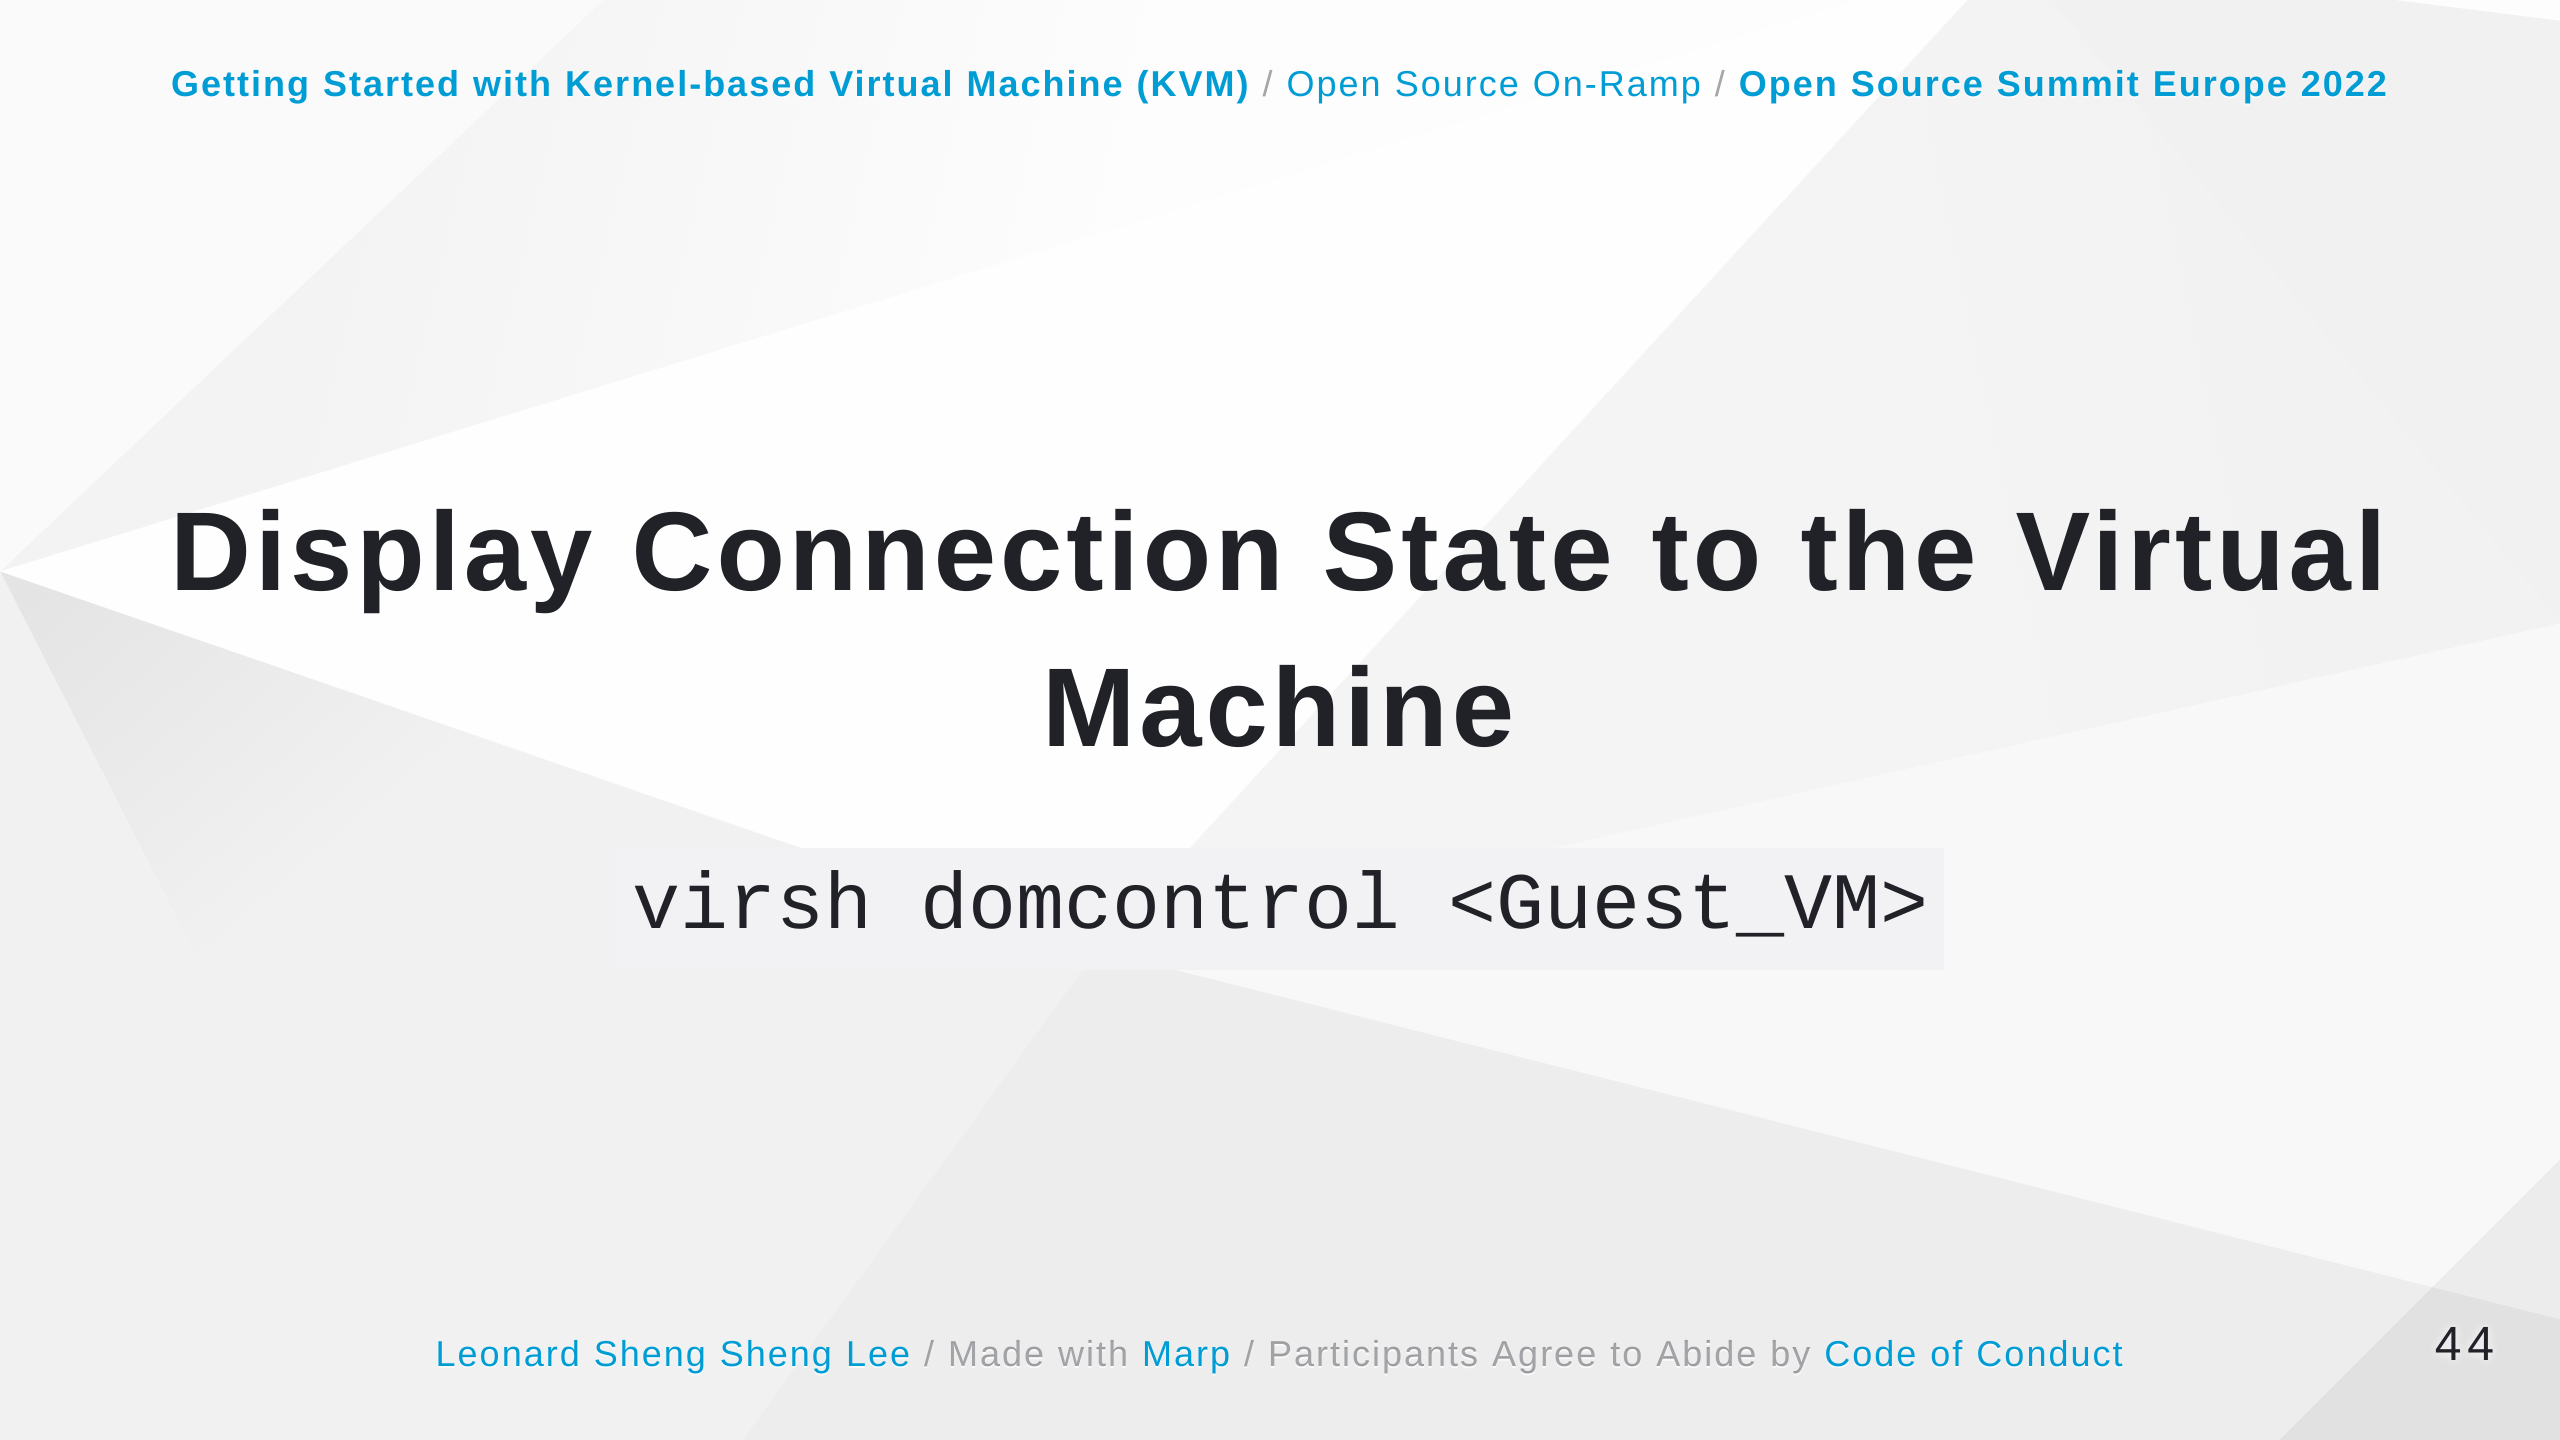 Getting Started with Kernel-based Virtual Machine (KVM) / Open Source On-Ramp / Open Source Summit Europe 2022
Display Connection State to the Virtual
Machine
virsh domcontrol <Guest_VM>
Leonard Sheng Sheng Lee / Made with Marp / Participants Agree to Abide by Code of Conduct
44